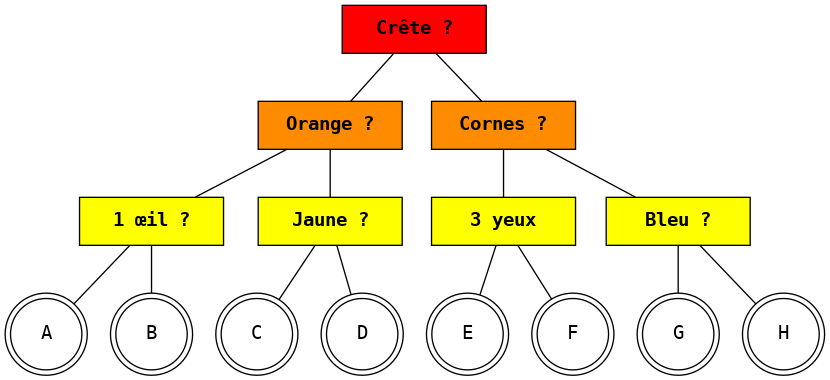 Crête ?
Orange ?
Cornes ?
1 œil ?
Jaune ?
3 yeux
Bleu ?
A
B
C
D
E
F
G
H